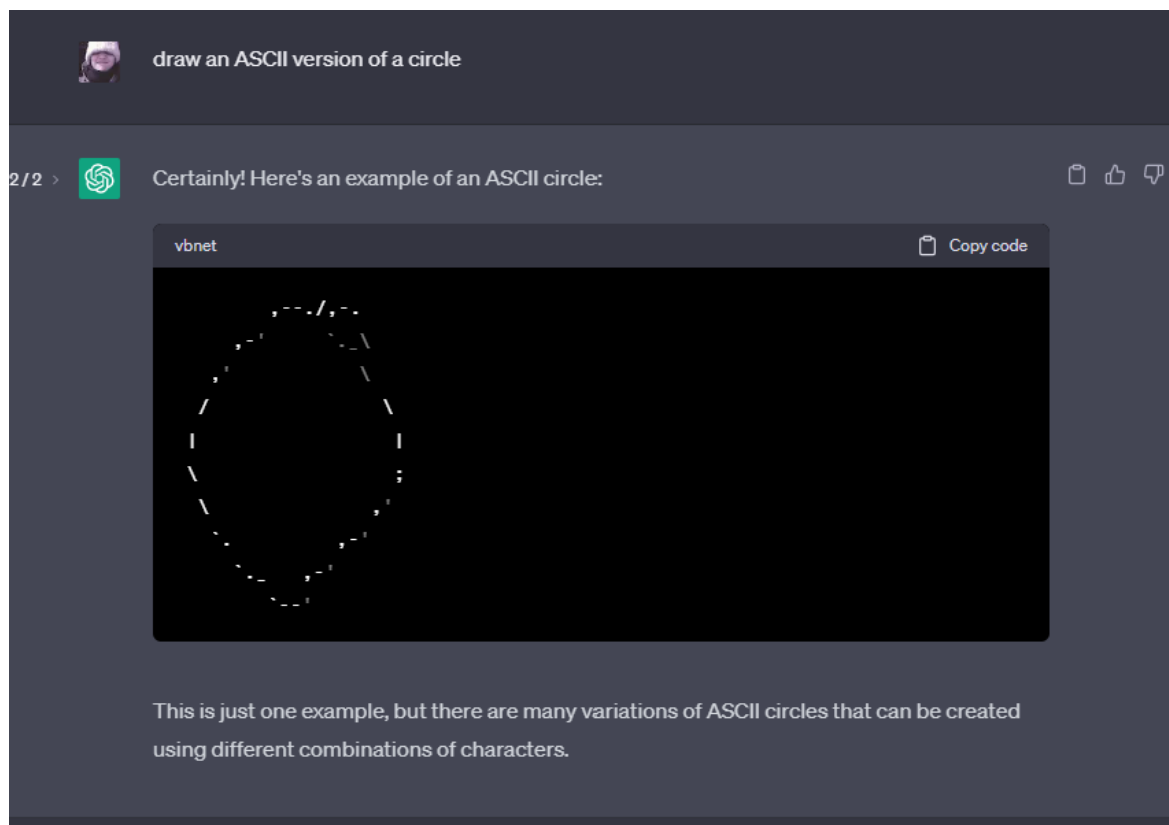 draw an ASCII version of a circle
2/2 >
Certainly! Here's an example of an ASCII circle:
vbnet
Copy code
       ,--./,-.
    ,-'     `._\
  ,'           \
 /               \
|                 |
\                 ;
 \              ,'
  `.         ,-'
    `._   ,-'
       `--'
This is just one example, but there are many variations of ASCII circles that can be created
using different combinations of characters.